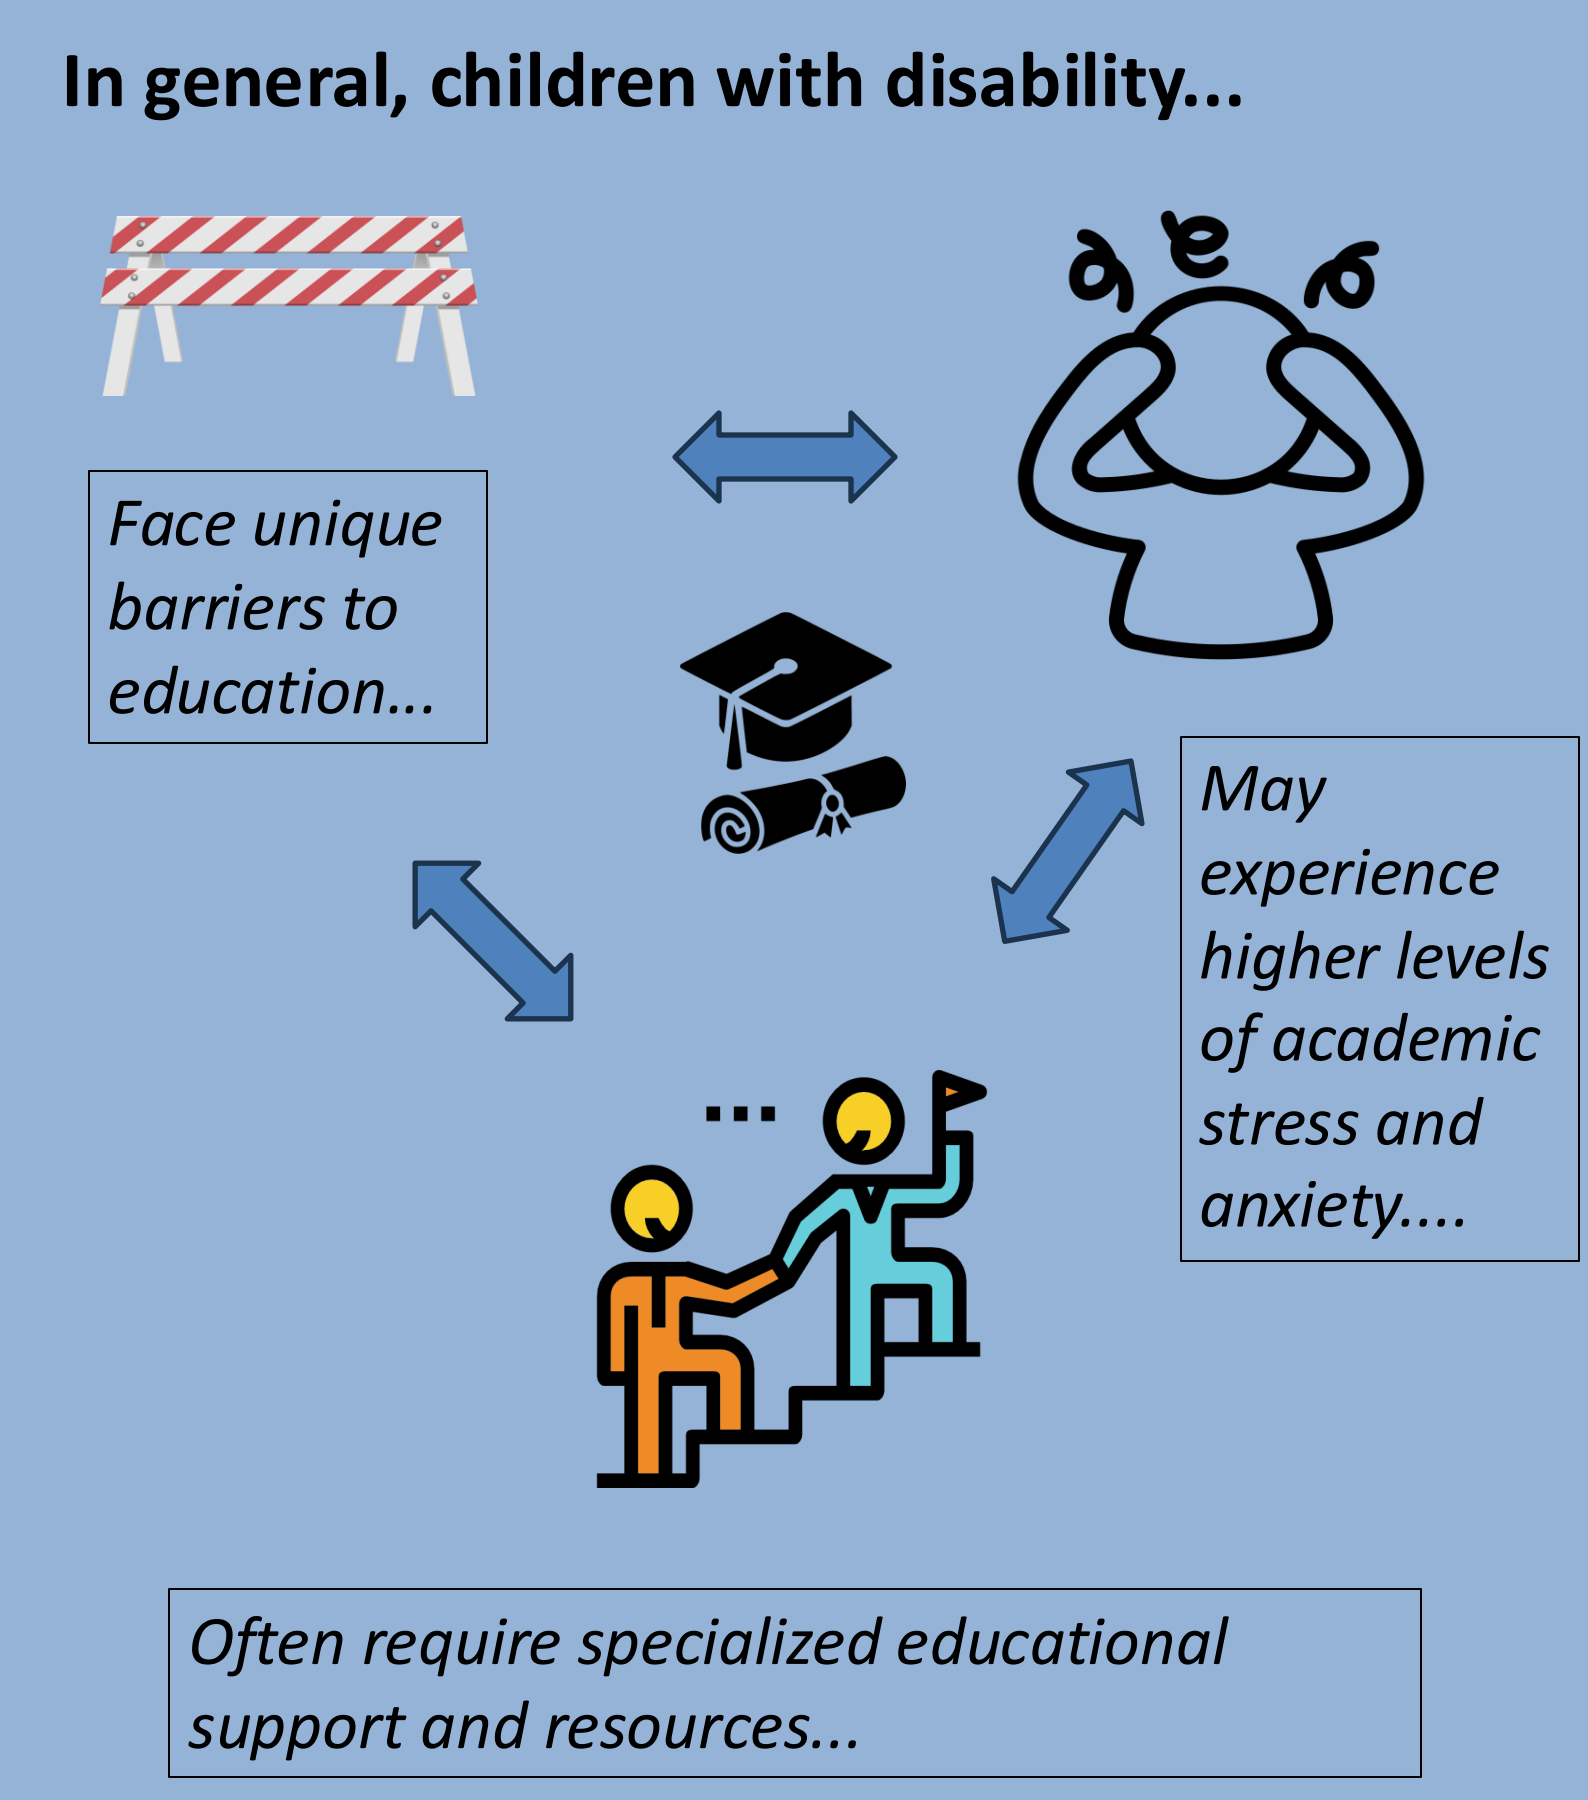 In general, children with disability...
Face unique
barriers to
education...
May
experience
higher levels
of academic
stress and
anxiety....
...
Often require specialized educational
support and resources...